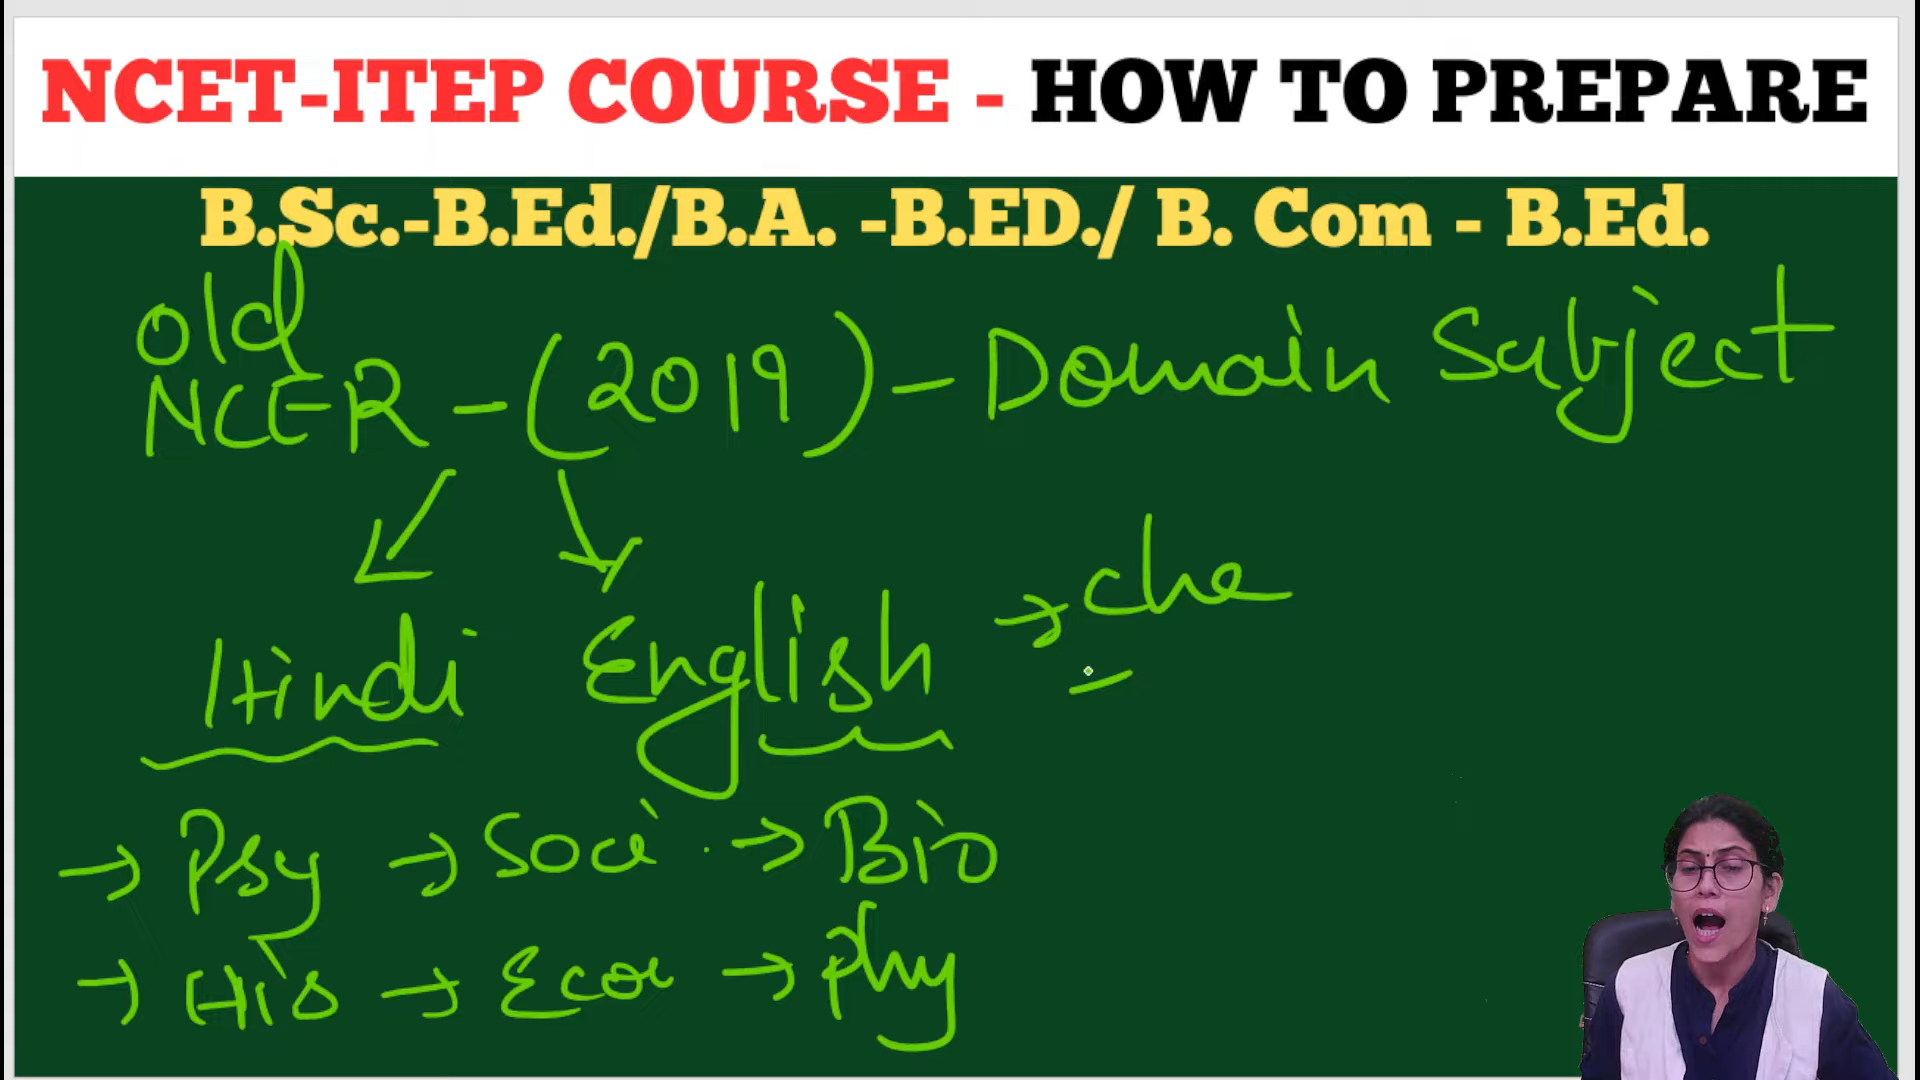 NCET-ITEP COURSE - HOW TO PREPARE
B.Sc.-B.Ed./B.A. -B.ED./ B. Com - B.Ed.
old
NCER - (2019) - Domain Subject
Hindi English → che
→ Psy → Soci → Bio
→ His → Eco → Phy